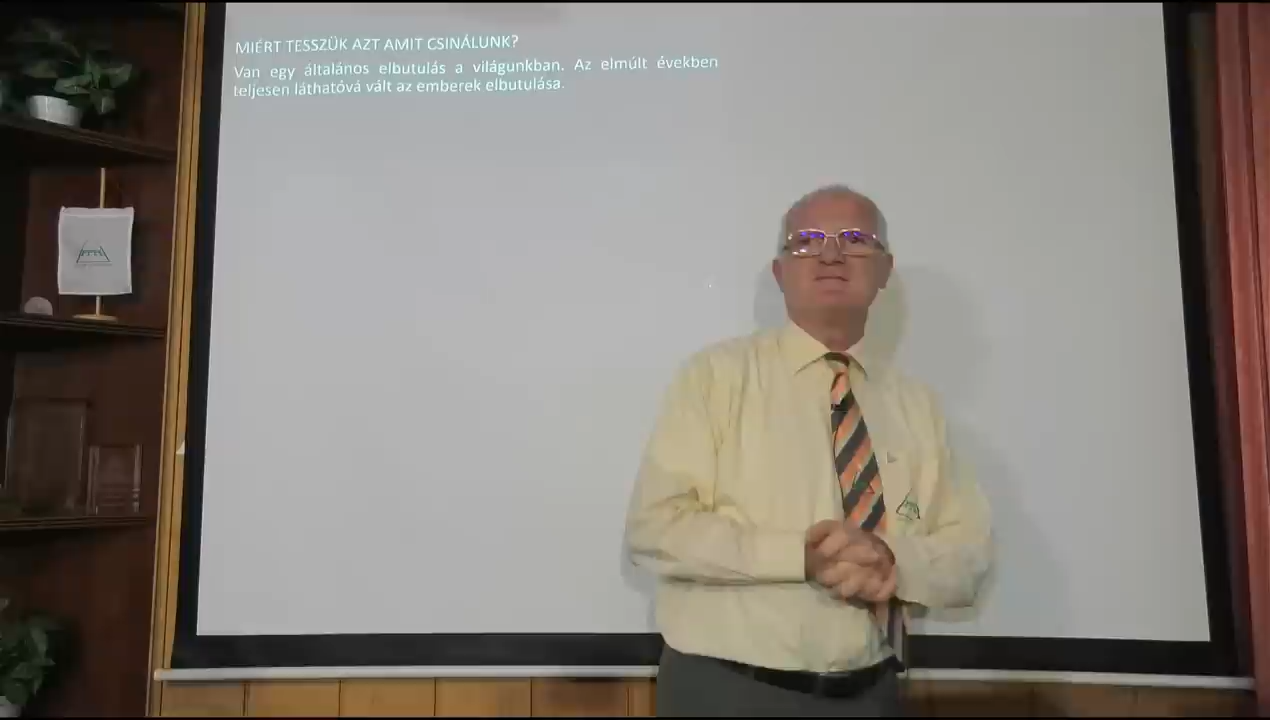 MIÉRT TESSZÜK AZT AMIT CSINÁLUNK?
Van egy általános elbutulás a világunkban. Az elmúlt években
teljesen láthatóvá vált az emberek elbutulása.